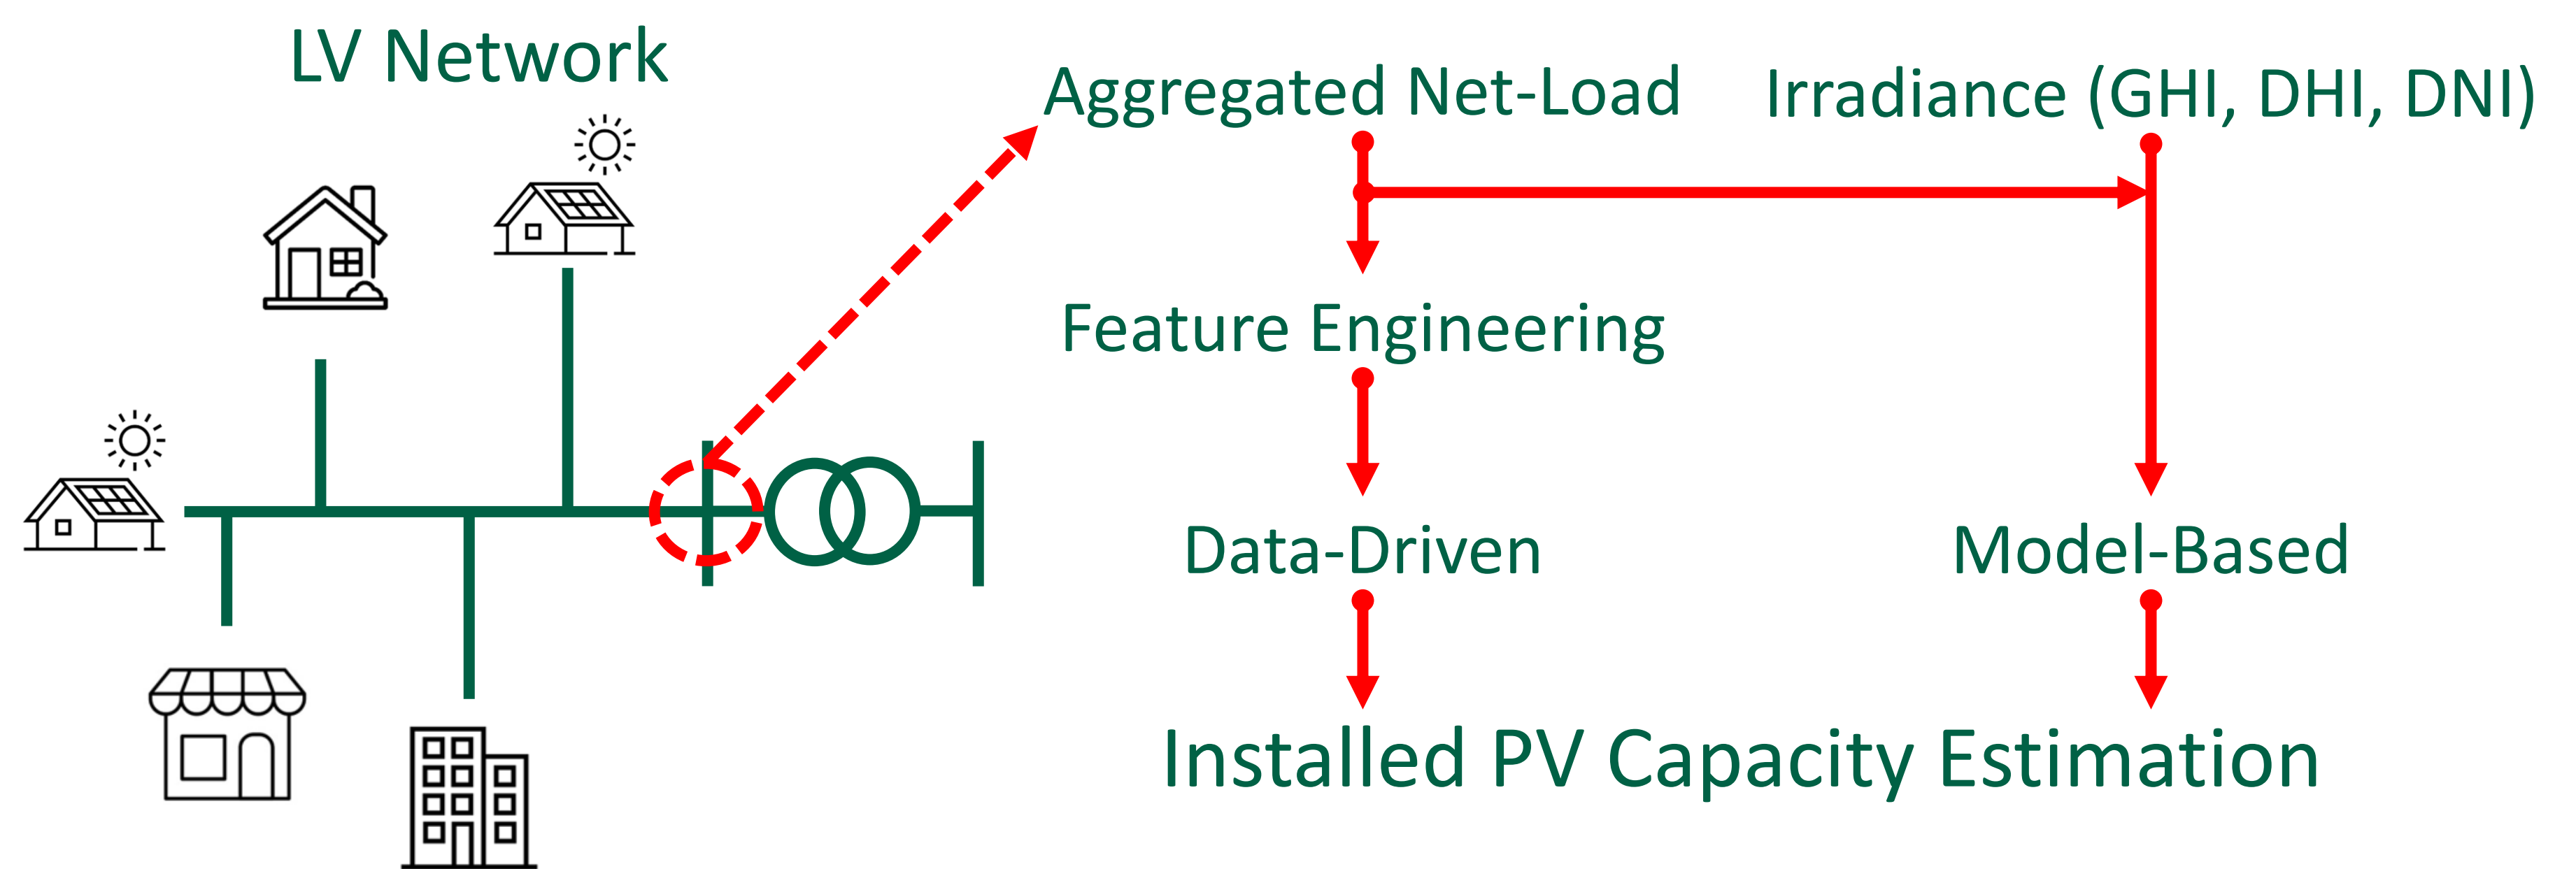 LV Network
Aggregated Net-Load
Irradiance (GHI, DHI, DNI)
Feature Engineering
Data-Driven
Model-Based
Installed PV Capacity Estimation